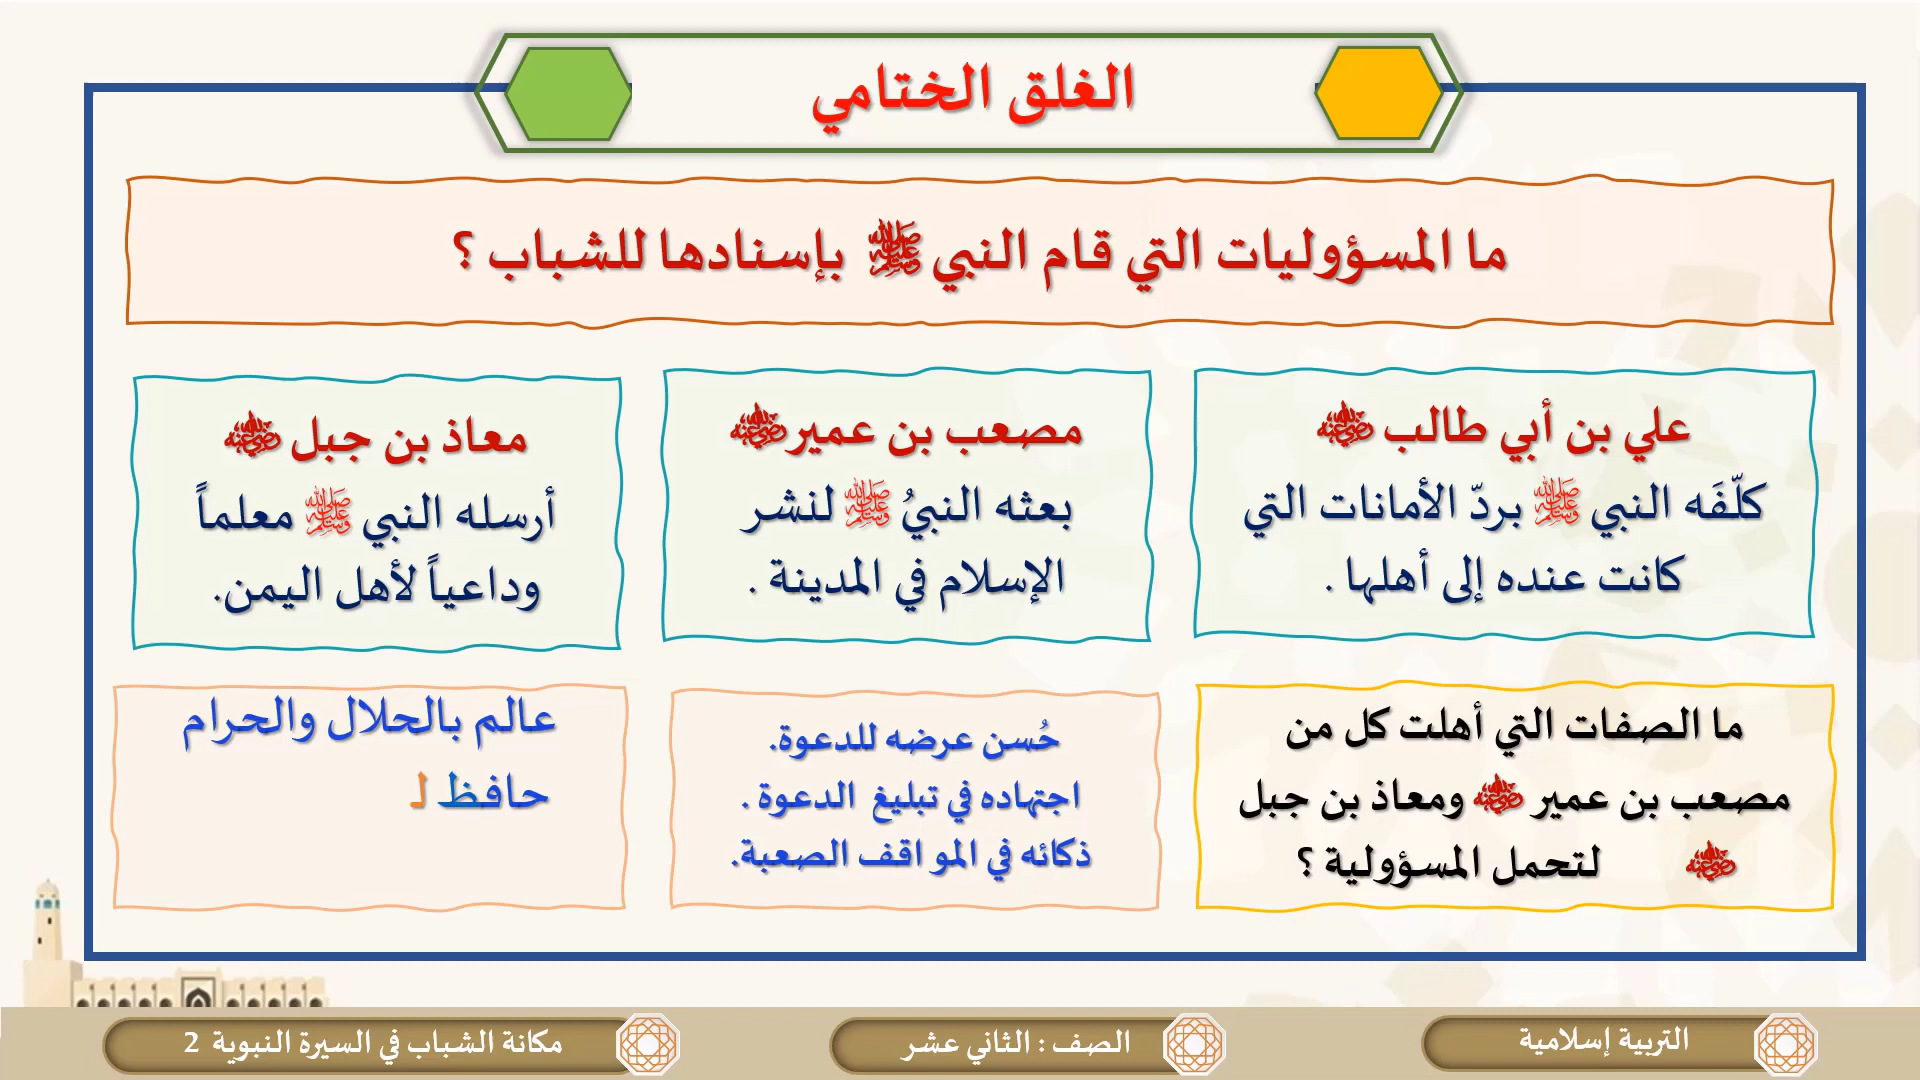 الغلق الختامي
ما المسؤوليات التي قام النبي ﷺ بإسنادها للشباب ؟
علي بن أبي طالب رضي الله عنه
كلّفَه النبي ﷺ بردّ الأمانات التي
كانت عنده إلى أهلها .
مصعب بن عمير رضي الله عنه
بعثه النبيُ ﷺ لنشر
الإسلام في المدينة .
معاذ بن جبل رضي الله عنه
أرسله النبي ﷺ معلماً
وداعياً لأهل اليمن.
ما الصفات التي أهلت كل من
مصعب بن عمير رضي الله عنه ومعاذ بن جبل
رضي الله عنه لتحمل المسؤولية ؟
حُسن عرضه للدعوة.
اجتهاده في تبليغ الدعوة .
ذكائه في المواقف الصعبة.
عالم بالحلال والحرام
حافظ لـ
التربية إسلامية
الصف : الثاني عشر
مكانة الشباب في السيرة النبوية 2